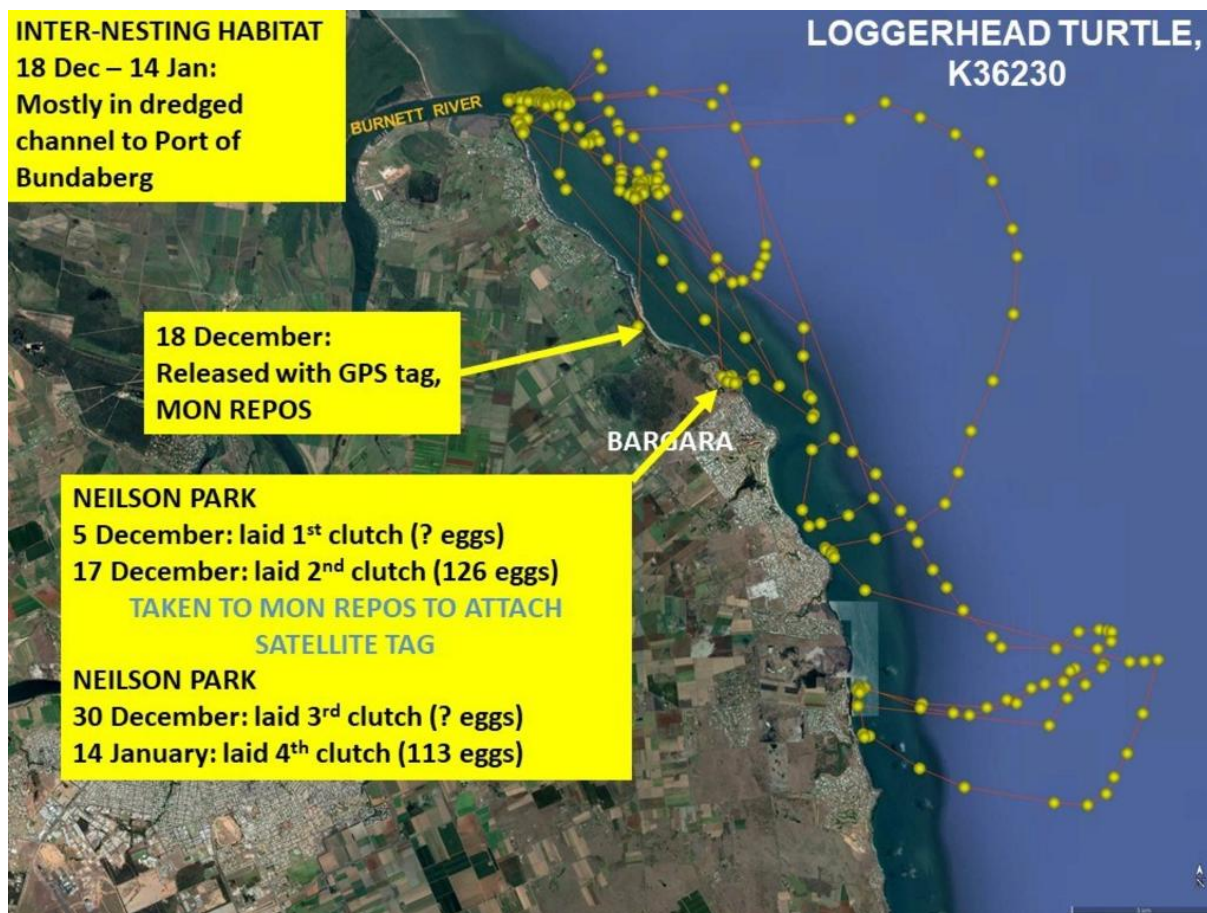 INTER-NESTING HABITAT
18 Dec – 14 Jan:
Mostly in dredged
channel to Port of
Bundaberg
LOGGERHEAD TURTLE,
K36230
BURNETT RIVER
18 December:
Released with GPS tag,
MON REPOS
BARGARA
NEILSON PARK
5 December: laid 1st clutch (? eggs)
17 December: laid 2nd clutch (126 eggs)
TAKEN TO MON REPOS TO ATTACH
SATELLITE TAG
NEILSON PARK
30 December: laid 3rd clutch (? eggs)
14 January: laid 4th clutch (113 eggs)